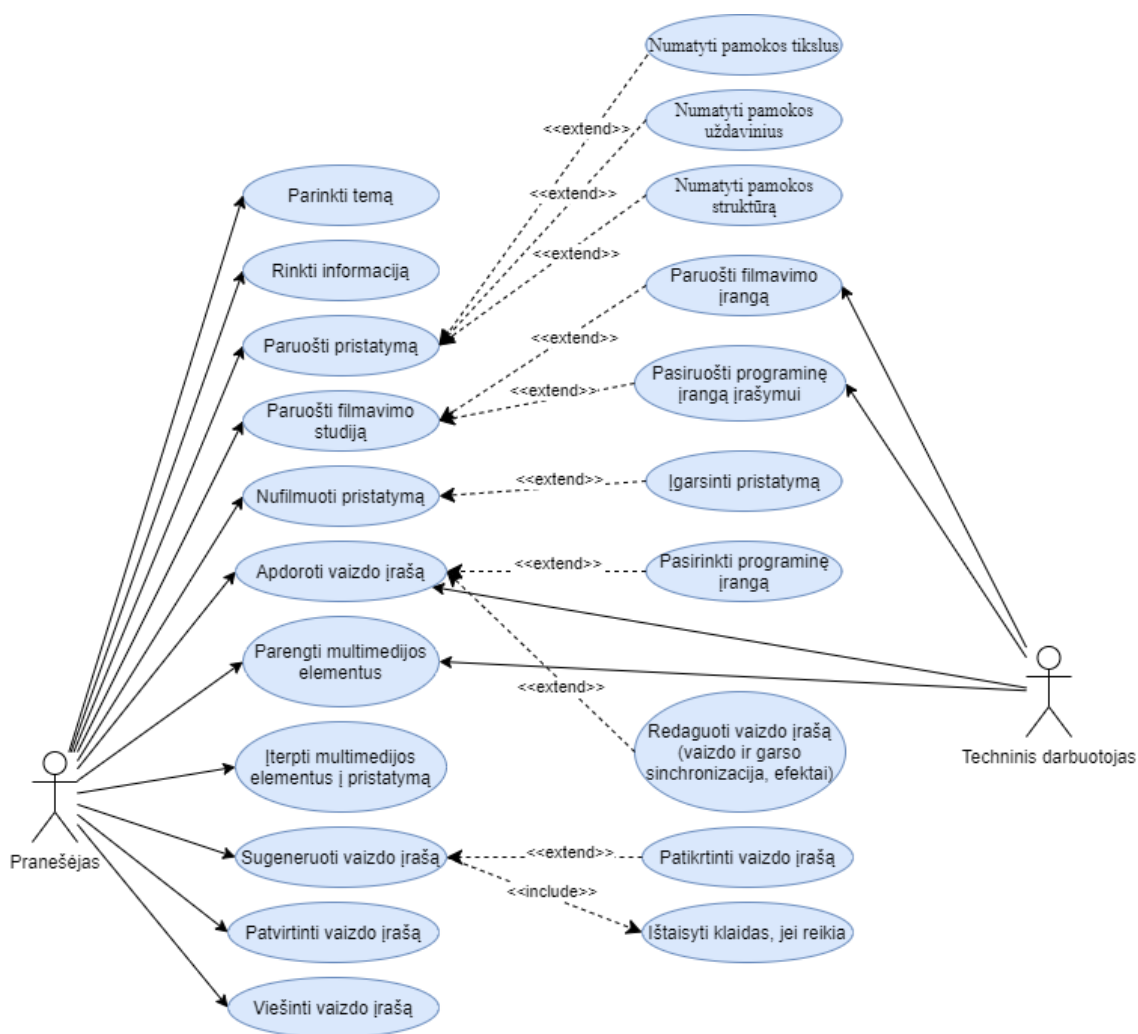 Numatyti pamokos tikslus
<<extend>>
Numatyti pamokos
uždavinius
<<extend>>
Numatyti pamokos
struktūrą
<<extend>>
Parinkti temą
Rinkti informaciją
Paruošti filmavimo
įrangą
<<extend>>
Paruošti pristatymą
Pasiruošti programinę
įrangą įrašymui
<<extend>>
Paruošti filmavimo
studiją
Nufilmuoti pristatymą
<<extend>>
Įgarsinti pristatymą
Apdoroti vaizdo įrašą
<<extend>>
Pasirinkti programinę
įrangą
Parengti multimedijos
elementus
<<extend>>
Redaguoti vaizdo įrašą
(vaizdo ir garso
sinchronizacija, efektai)
Techninis darbuotojas
Įterpti multimedijos
elementus į pristatymą
Pranešėjas
Sugeneruoti vaizdo įrašą
<<extend>>
Patikrtinti vaizdo įrašą
<<include>>
Ištaisyti klaidas, jei reikia
Patvirtinti vaizdo įrašą
Viešinti vaizdo įrašą